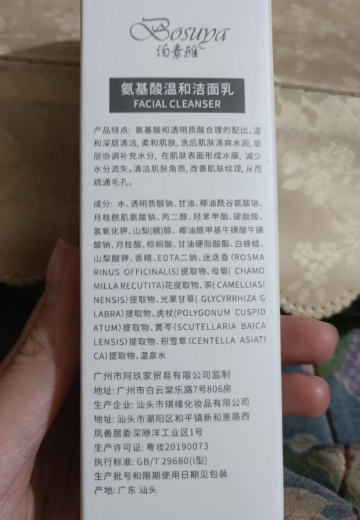 Bosuya
泊素雅
氨基酸温和洁面乳
FACIAL CLEANSER
产品特点: 氨基酸和透明质酸合理的配比，温
和深层清洁，柔和肌肤，洗后肌肤清爽水润，层
层协调补充水分，在肌肤表面形成水膜，减少
水分流失。清洁肌肤角质，改善肌肤纹理，从而
疏通毛孔。
成分: 水、透明质酸钠、甘油、椰油酰谷氨酸钠、
月桂酰肌氨酸钠、丙二醇、羟苯甲酯、硬脂酸、
氢氧化钾、山梨(糖)醇、椰油酰甲基牛磺酸牛磺
酸钠、月桂酸、棕榈酸、甘油硬脂酸酯、白蜂蜡、
山梨酸钾、香精、EDTA二钠、迷迭香(ROSMA
RINUS OFFICINALIS)提取物、母菊( CHAMO
MILLA RECUTITA)花提取物、茶( CAMELLIASI
NENSIS)提取物、光果甘草( GLYCYRRHIZA G
LABRA)提取物、虎杖(POLYGONUM CUSPID
ATUM)提取物、黄芩(SCUTELLARIA BAICA
LENSIS)提取物、积雪草(CENTELLA ASIATI
CA)提取物、温泉水
广州市阿玖家贸易有限公司监制
地址: 广州市白云棠乐路7号806房
生产企业: 汕头市琪缘化妆品有限公司
地址: 汕头市潮阳区和平镇新和惠路西
凤善居委深隙洋工业区1号
生产许可证: 粤妆20190073
执行标准: GB/T 29680(I型)
生产批号和限期使用日期见包装
产地: 广东 汕头